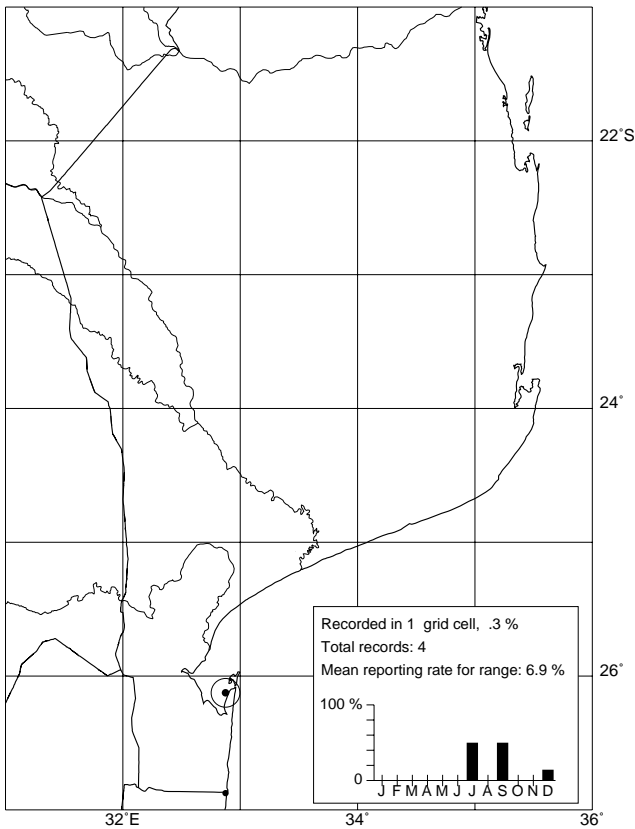 22˚S
24˚
26˚
Recorded in 1 grid cell, .3 %
Total records: 4
Mean reporting rate for range: 6.9 %
100 %
0
J F M A M J J A S O N D
32˚E
34˚
36˚